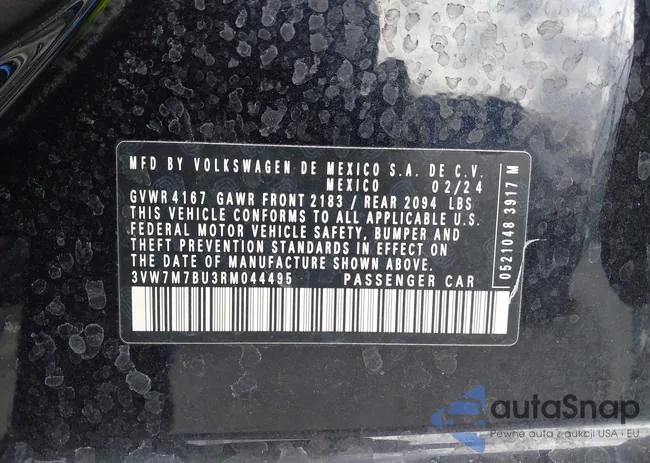 MFD BY VOLKSWAGEN DE MEXICO S.A. DE C.V.
MEXICO 02/24
GVWR 4167 GAWR FRONT 2183 / REAR 2094 LBS
THIS VEHICLE CONFORMS TO ALL APPLICABLE U.S.
FEDERAL MOTOR VEHICLE SAFETY, BUMPER AND
THEFT PREVENTION STANDARDS IN EFFECT ON
THE DATE OF MANUFACTURE SHOWN ABOVE.
3VW7M7BU3RM044495 PASSENGER CAR
0521048 3917 M
autaSnap
Pewne auta z aukcji USA i EU